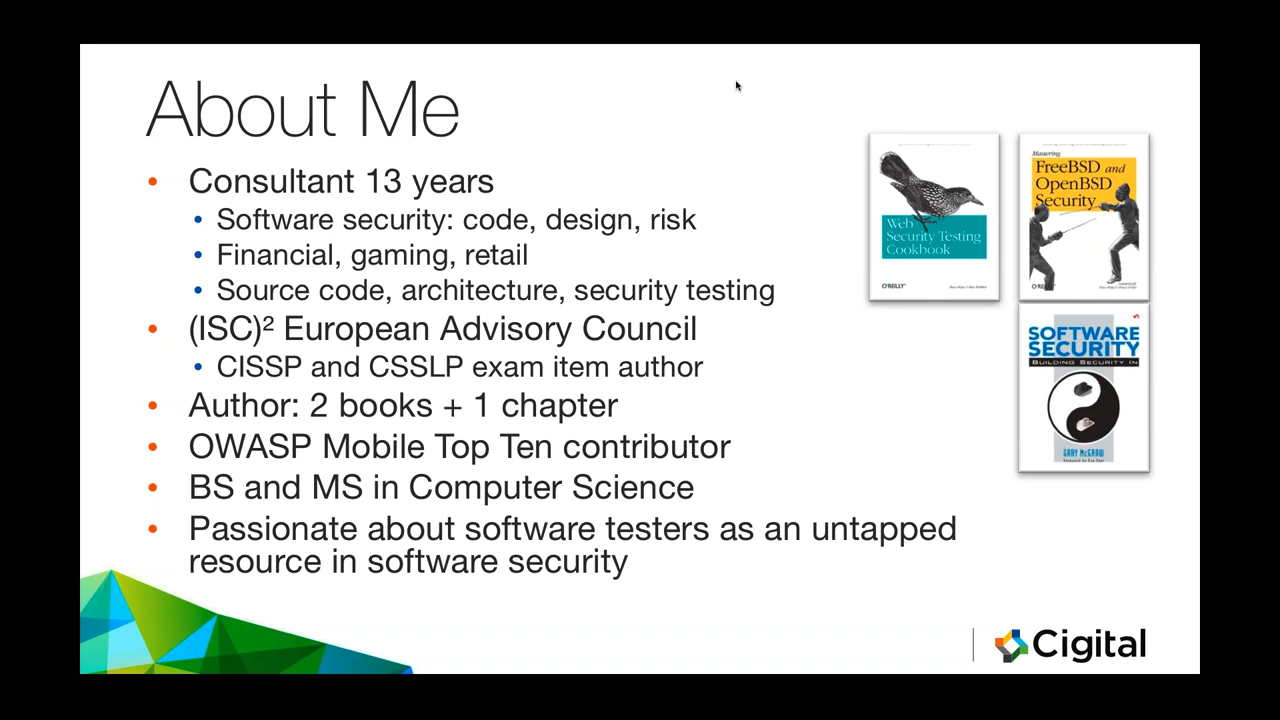 About Me
• Consultant 13 years
• Software security: code, design, risk
• Financial, gaming, retail
• Source code, architecture, security testing
• (ISC)² European Advisory Council
• CISSP and CSSLP exam item author
• Author: 2 books + 1 chapter
• OWASP Mobile Top Ten contributor
• BS and MS in Computer Science
• Passionate about software testers as an untapped
resource in software security
Web
Security Testing
Cookbook
O'REILLY
Mastering
FreeBSD and
OpenBSD
Security
SOFTWARE
SECURITY
BUILDING SECURITY IN
GARY McGRAW
Cigital